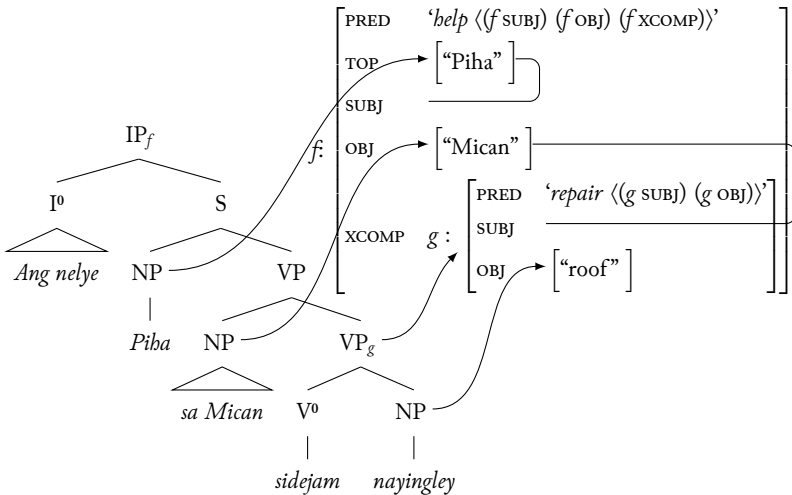 PRED ‘help ⟨(f SUBJ) (f OBJ) (f XCOMP)⟩’
TOP [“Piha”]
SUBJ
f: OBJ [“Mican”]
XCOMP g :
PRED ‘repair ⟨(g SUBJ) (g OBJ)⟩’
SUBJ
OBJ [“roof”]
IPf
I⁰ S
Ang nelye NP VP
Piha NP VPg
sa Mican V⁰ NP
sidejam nayingley